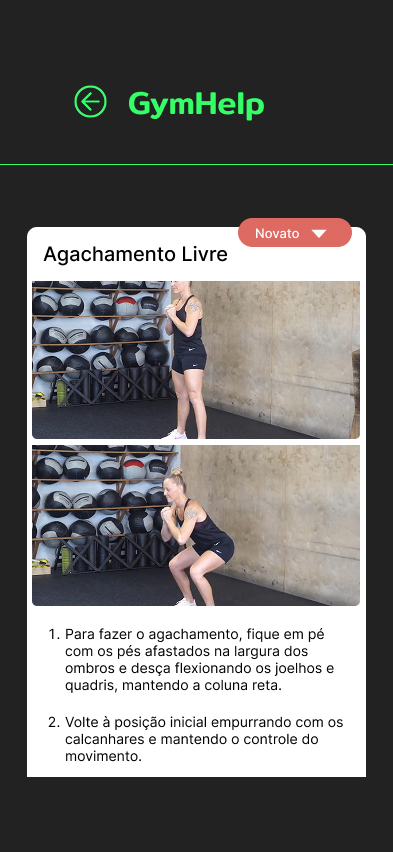 GymHelp
Novato
Agachamento Livre
1. Para fazer o agachamento, fique em pé
com os pés afastados na largura dos
ombros e desça flexionando os joelhos e
quadris, mantendo a coluna reta.
2. Volte à posição inicial empurrando com os
calcanhares e mantendo o controle do
movimento.